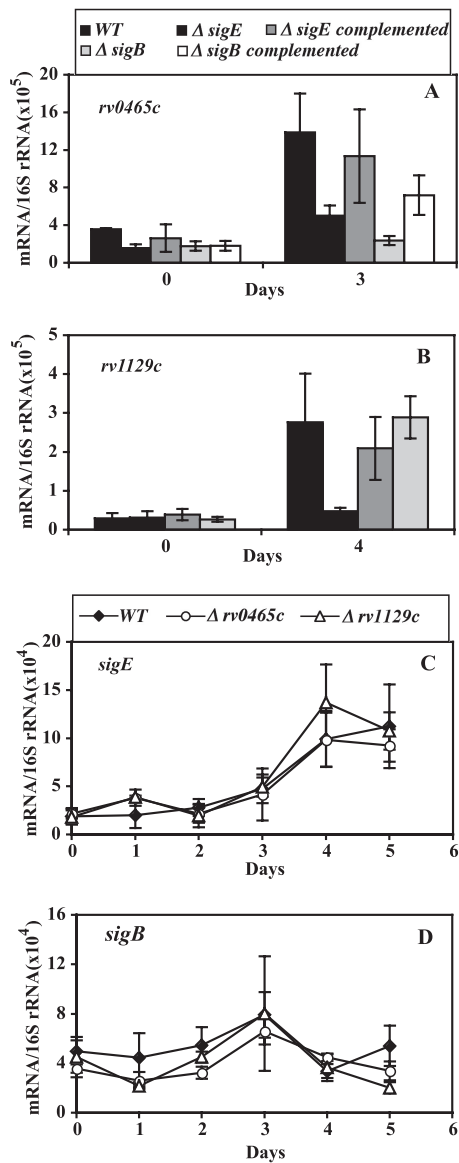 WT Δ sigE Δ sigE complemented
Δ sigB Δ sigB complemented
A
rv0465c
mRNA/16S rRNA(x10⁵)
20
16
12
8
4
0
0 3
Days
B
rv1129c
mRNA/16S rRNA(x10⁵)
5
4
3
2
1
0
0 4
Days
WT Δ rv0465c Δ rv1129c
sigE C
mRNA/16S rRNA(x10⁴)
20
15
10
5
0
0 1 2 3 4 5 6
Days
sigB D
mRNA/16S rRNA(x10⁴)
16
12
8
4
0
0 1 2 3 4 5 6
Days